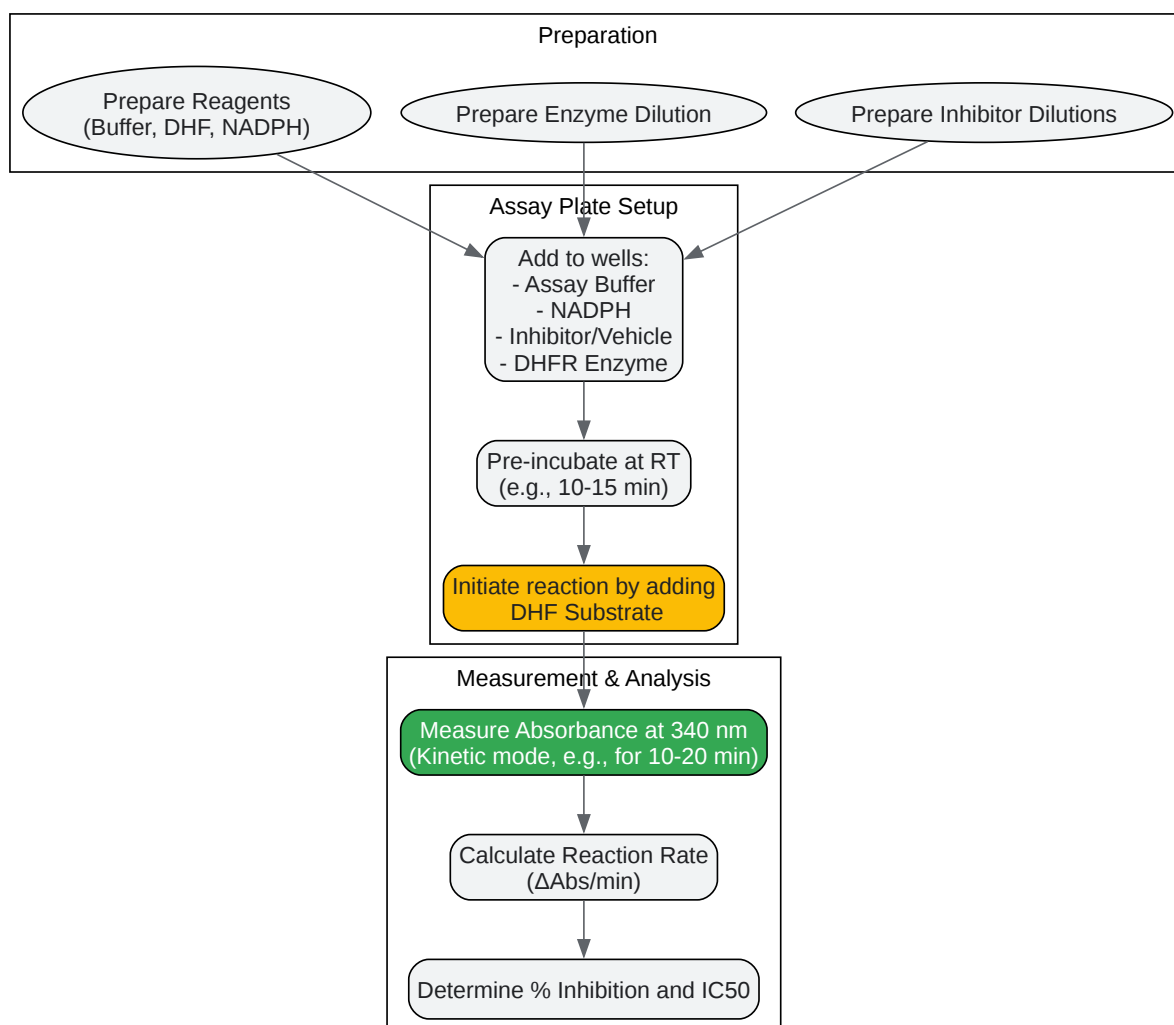 Preparation
Prepare Reagents
(Buffer, DHF, NADPH)
Prepare Enzyme Dilution
Prepare Inhibitor Dilutions
Assay Plate Setup
Add to wells:
- Assay Buffer
- NADPH
- Inhibitor/Vehicle
- DHFR Enzyme
Pre-incubate at RT
(e.g., 10-15 min)
Initiate reaction by adding
DHF Substrate
Measurement & Analysis
Measure Absorbance at 340 nm
(Kinetic mode, e.g., for 10-20 min)
Calculate Reaction Rate
(ΔAbs/min)
Determine % Inhibition and IC50